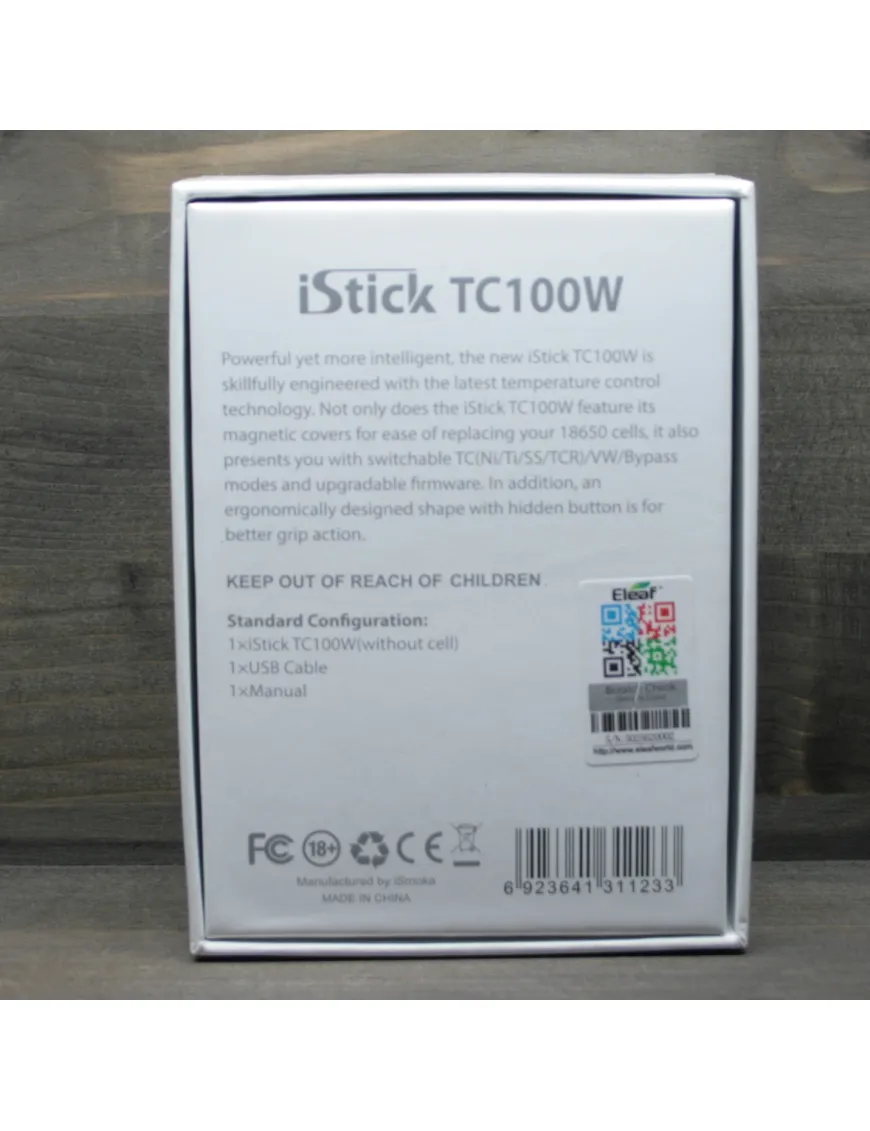 iStick TC100W
Powerful yet more intelligent, the new iStick TC100W is
skillfully engineered with the latest temperature control
technology. Not only does the iStick TC100W feature its
magnetic covers for ease of replacing your 18650 cells, it also
presents you with switchable TC(Ni/Ti/SS/TCR)/VW/Bypass
modes and upgradable firmware. In addition, an
ergonomically designed shape with hidden button is for
better grip action.
KEEP OUT OF REACH OF CHILDREN
Standard Configuration:
1×iStick TC100W(without cell)
1×USB Cable
1×Manual
Eleaf
Check
S/N:
http://www.eleafworld.com
FC 18+ CE
Manufactured by iSmoka
MADE IN CHINA
6 923641 311233